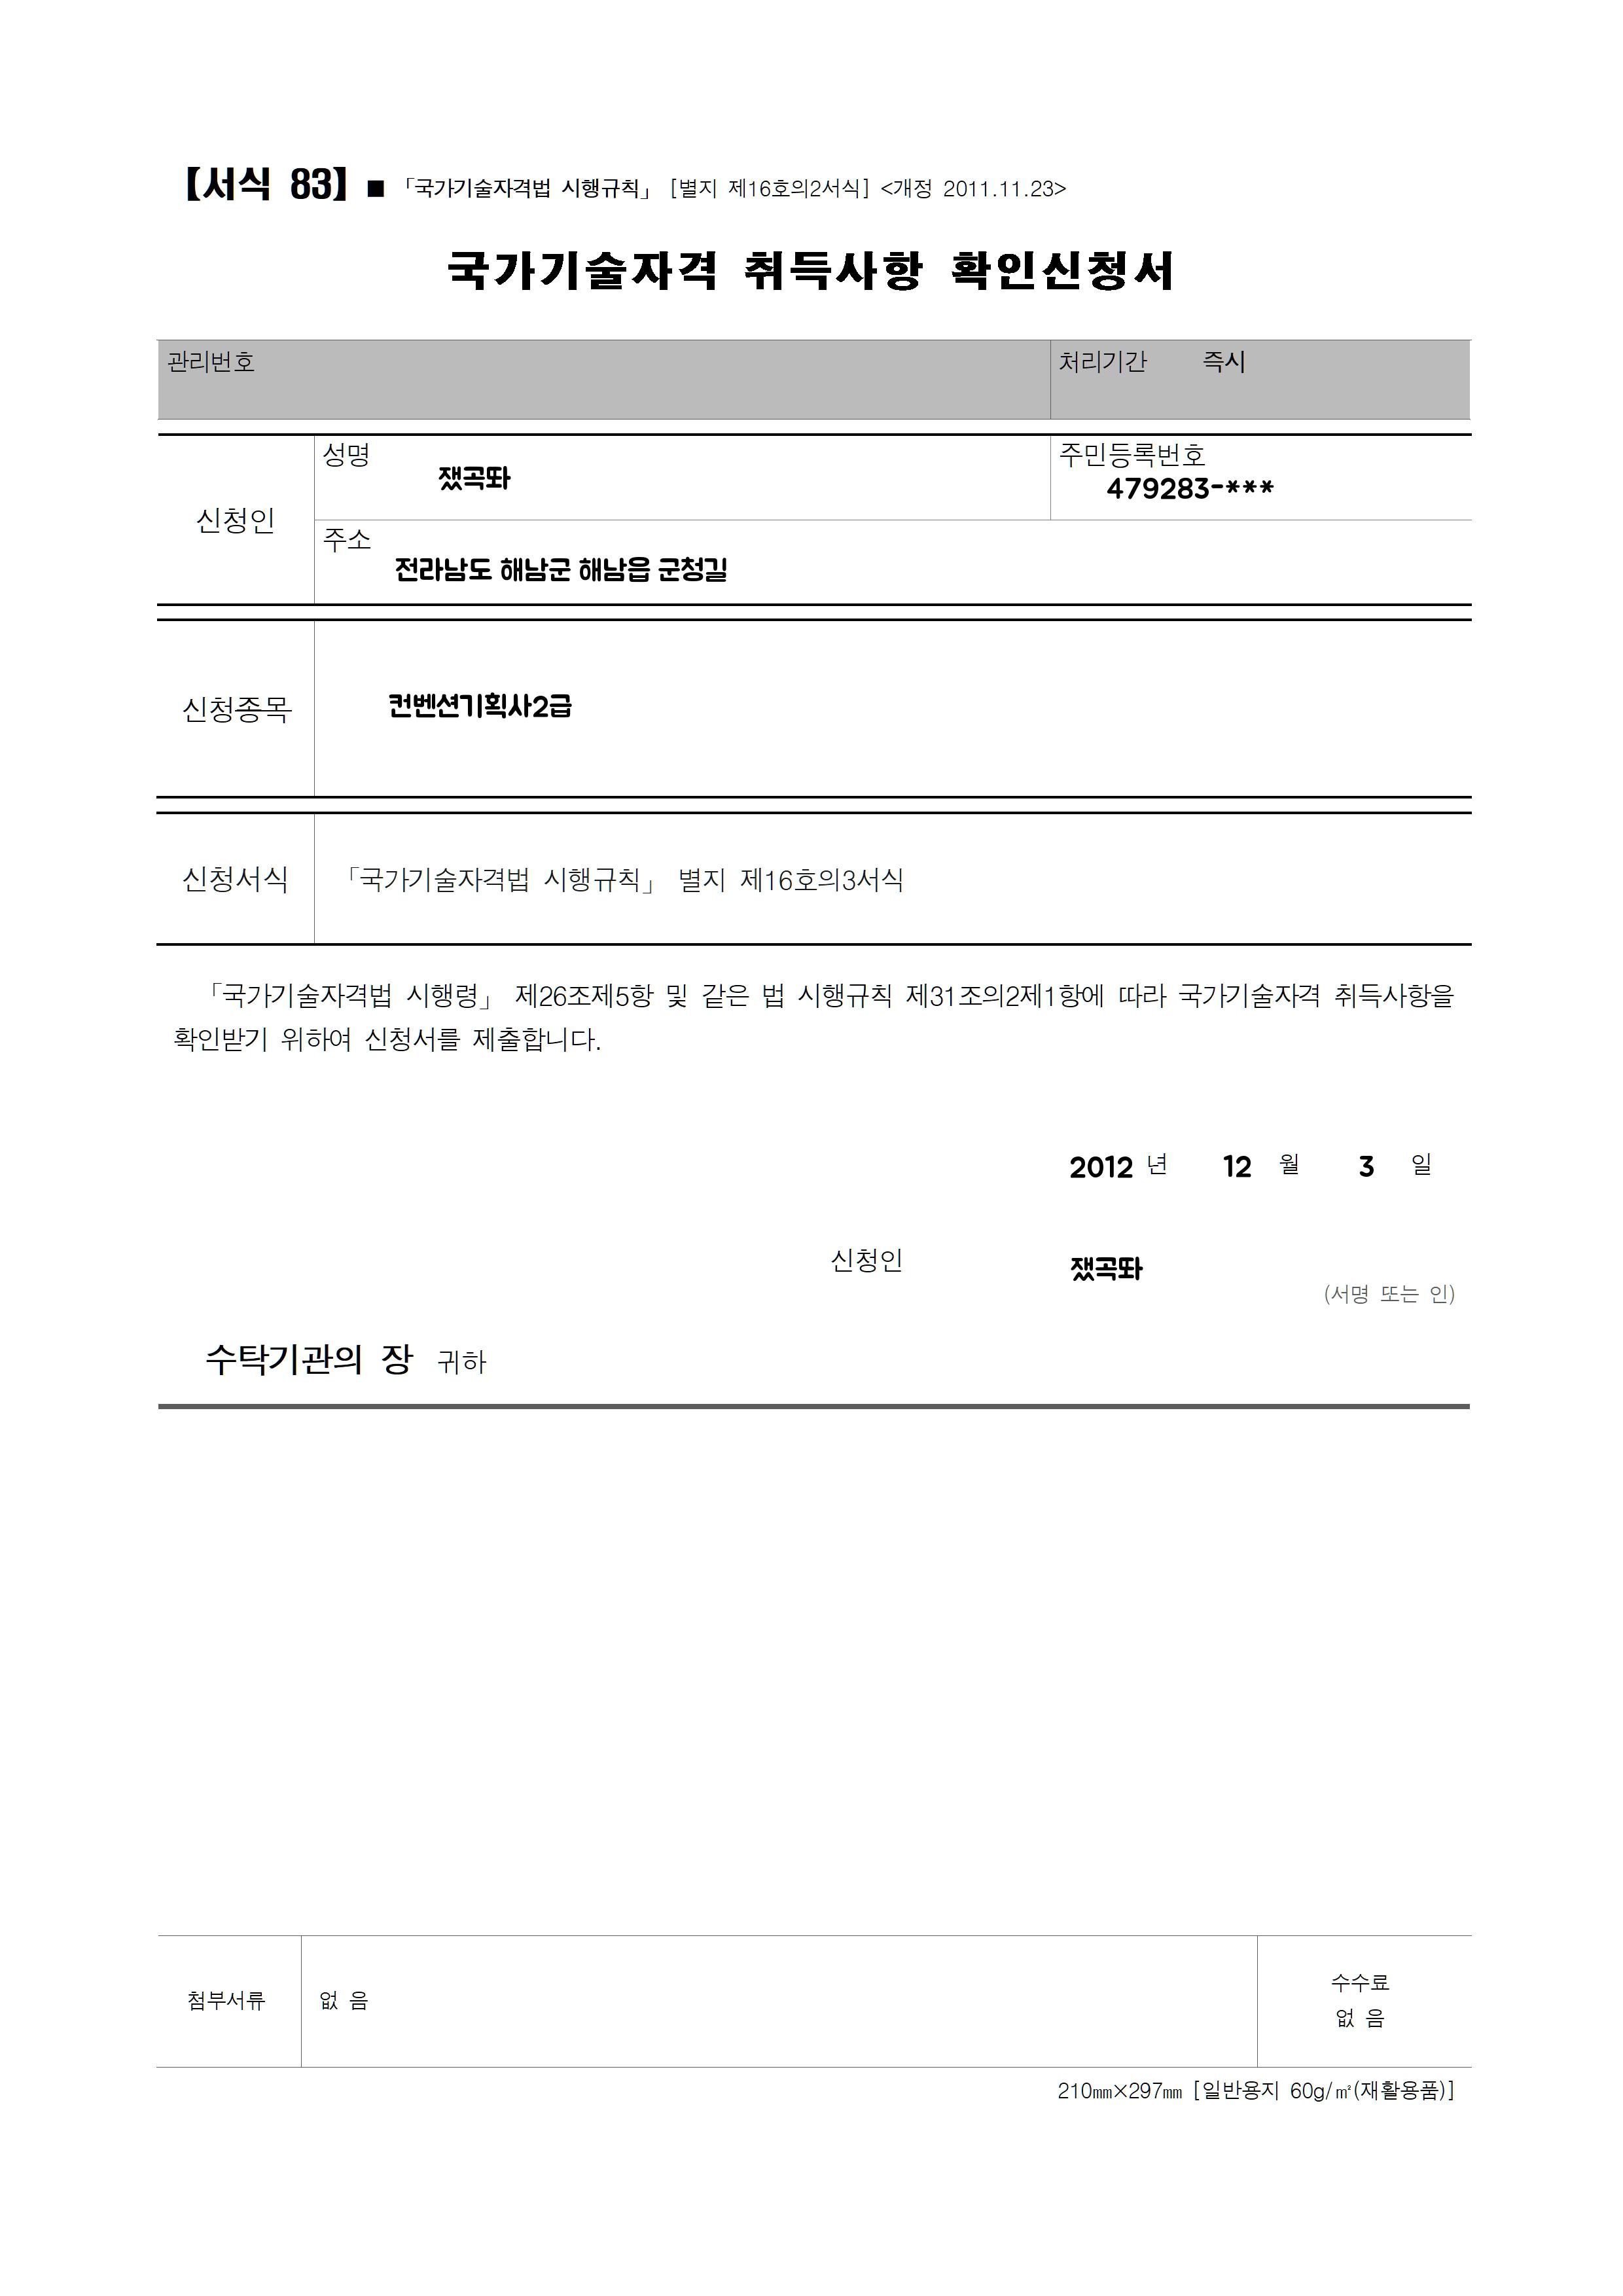 【서식 83】 ■ 「국가기술자격법 시행규칙」 [별지 제16호의2서식] <개정 2011.11.23>
국가기술자격 취득사항 확인신청서
관리번호 처리기간 즉시
성명 주민등록번호
쟀곡똬 479283-***
신청인
주소
전라남도 해남군 해남읍 군청길
신청종목 컨벤션기획사2급
신청서식 「국가기술자격법 시행규칙」 별지 제16호의3서식
「국가기술자격법 시행령」 제26조제5항 및 같은 법 시행규칙 제31조의2제1항에 따라 국가기술자격 취득사항을
확인받기 위하여 신청서를 제출합니다.
2012 년 12 월 3 일
신청인 쟀곡똬
(서명 또는 인)
수탁기관의 장 귀하
첨부서류 없 음
수수료
없 음
210㎜×297㎜ [일반용지 60g/㎡(재활용품)]